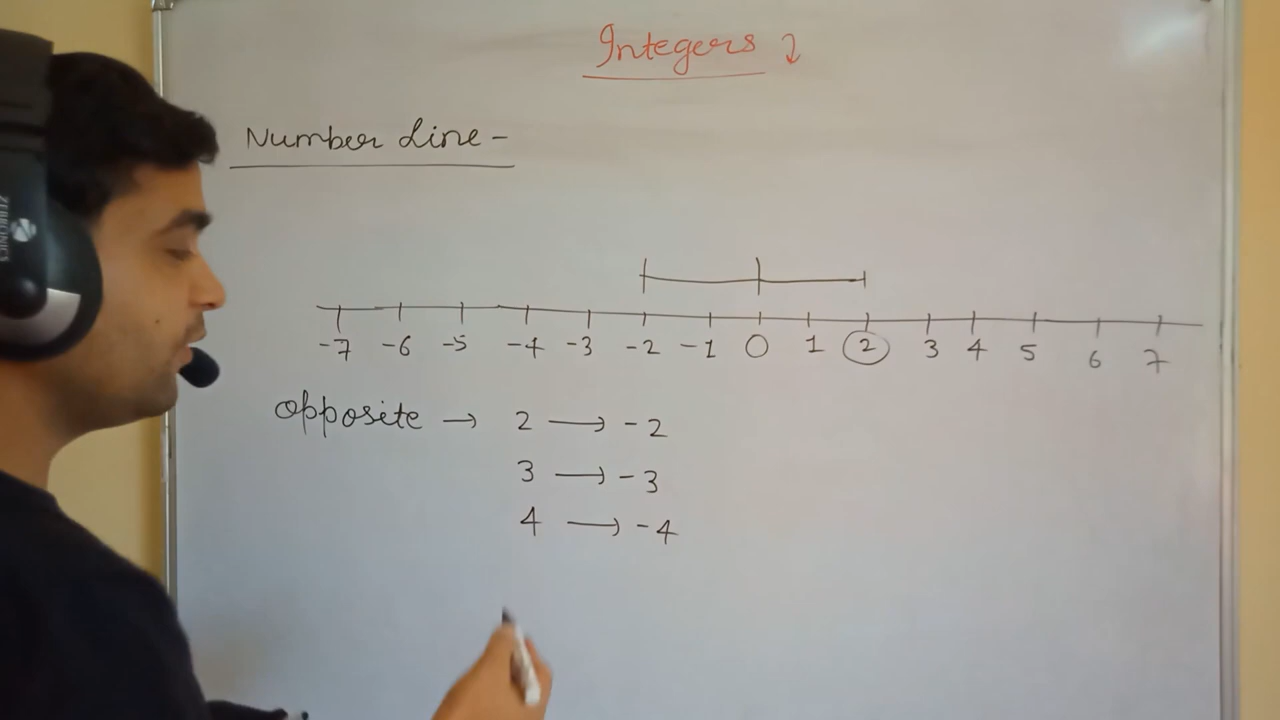 Integers
Number Line -
-7 -6 -5 -4 -3 -2 -1 0 1 2 3 4 5 6 7
opposite → 2 → -2
3 → -3
4 → -4
ZEBRONICS